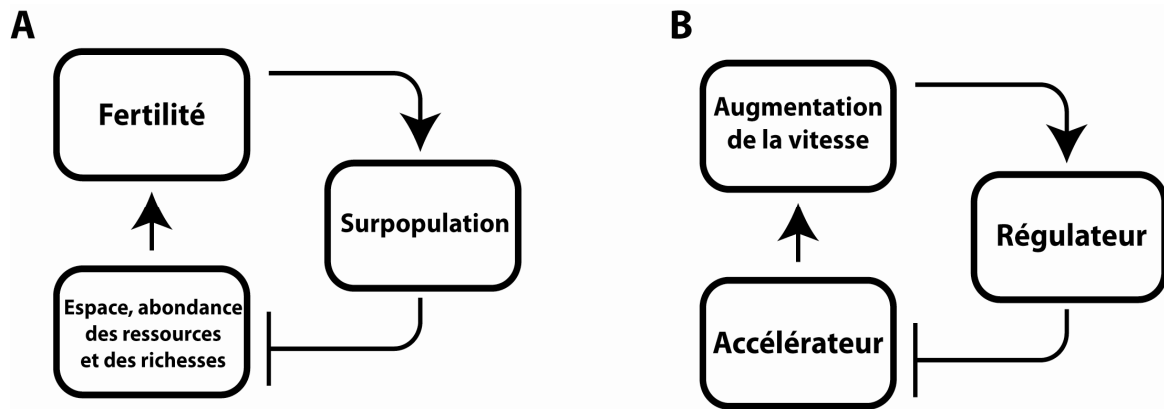 A
Fertilité
Surpopulation
Espace, abondance
des ressources
et des richesses
B
Augmentation
de la vitesse
Régulateur
Accélérateur